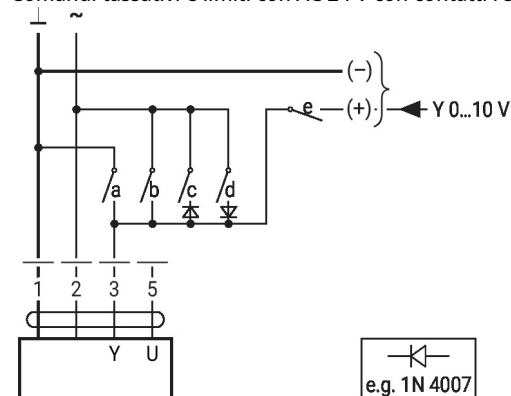 ⊥ ~
(–)
e (+) Y 0...10 V
a b c d
1 2 3 5
Y U
e.g. 1N 4007